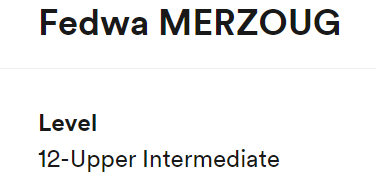 Fedwa MERZOUG
Level
12-Upper Intermediate